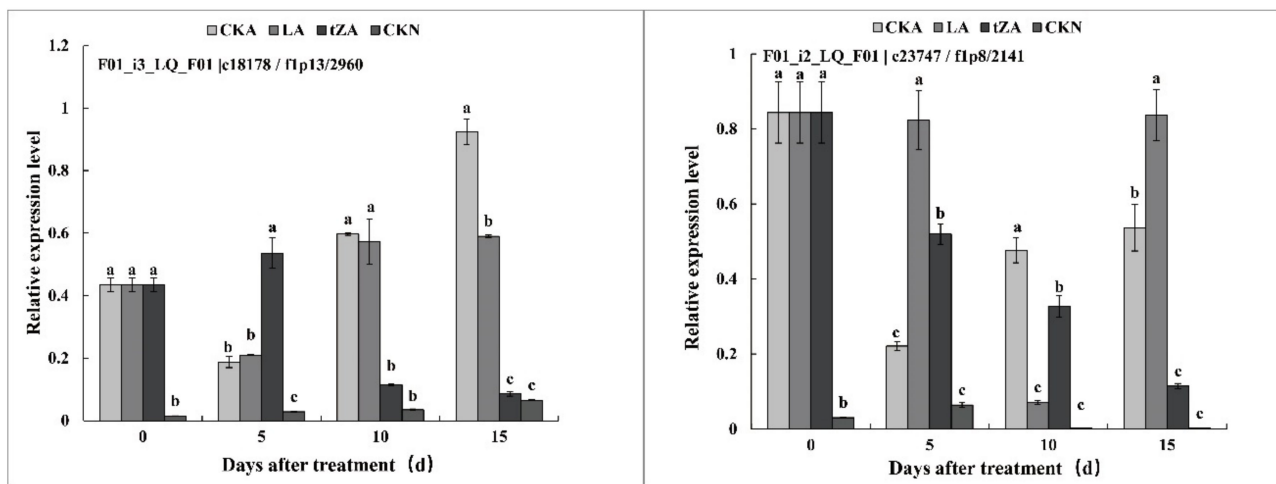 CKA LA tZA CKN
F01_i3_LQ_F01 |c18178 / f1p13/2960
Relative expression level
1.2
1
0.8
0.6
0.4
0.2
0
a a a b
b b a c
a a b b
a b c c
0 5 10 15
Days after treatment (d)
CKA LA tZA CKN
F01_i2_LQ_F01 | c23747 / f1p8/2141
Relative expression level
1
0.8
0.6
0.4
0.2
0
a a a b
c a b c
a c b c
b a c c
0 5 10 15
Days after treatment (d)